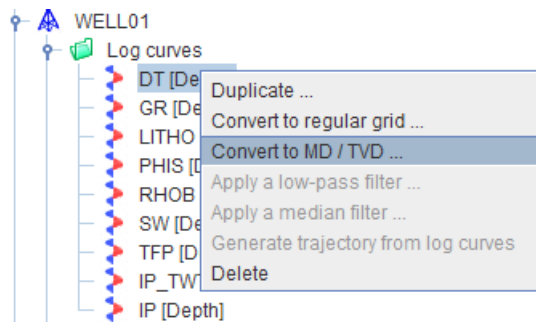 WELL01
Log curves
DT [De
GR [De
LITHO
PHIS [D
RHOB
SW [De
TFP [D
IP_TWT
IP [Depth]
Duplicate ...
Convert to regular grid ...
Convert to MD / TVD ...
Apply a low-pass filter ...
Apply a median filter ...
Generate trajectory from log curves
Delete